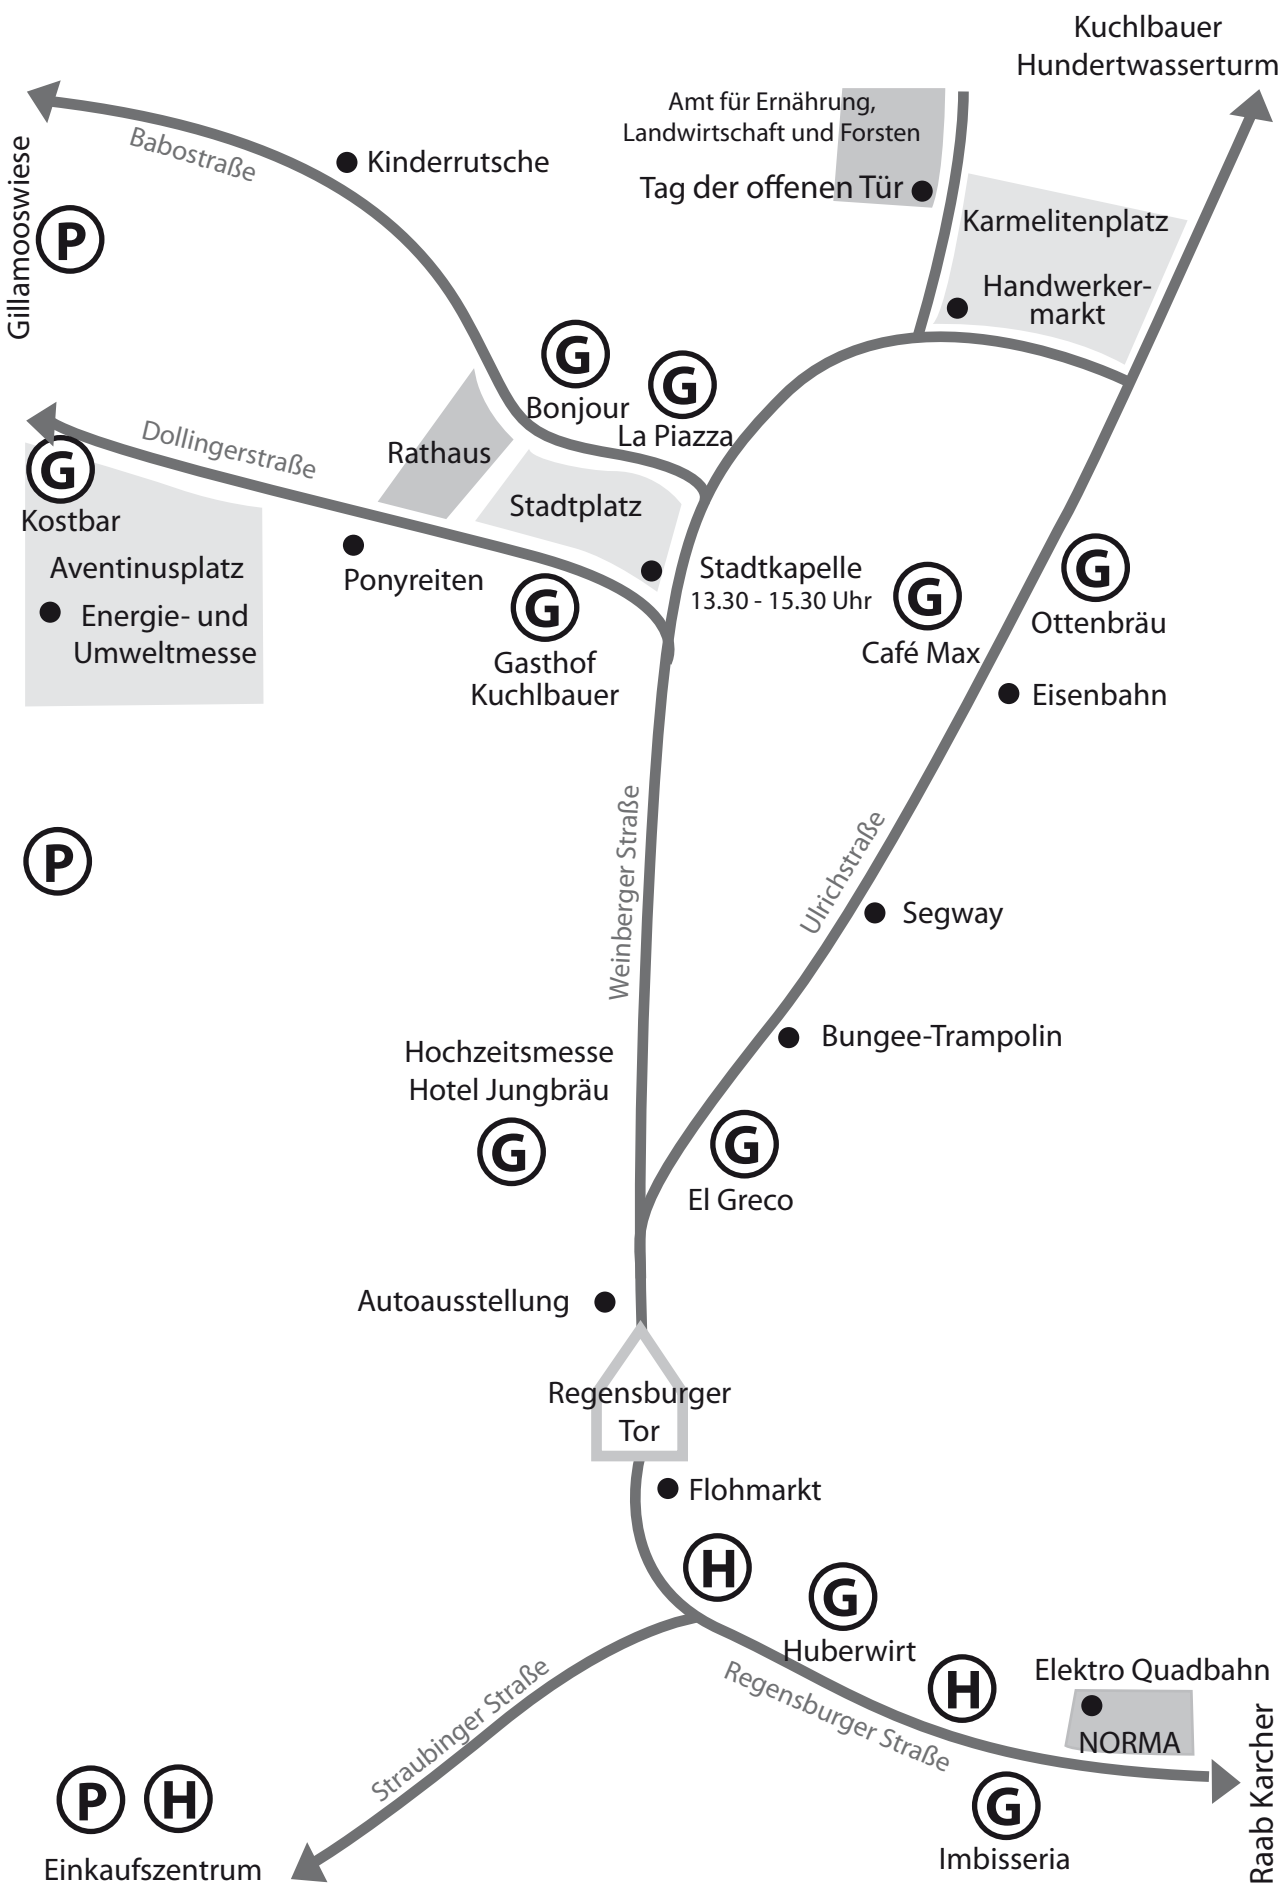 Kuchlbauer
Hundertwasserturm
Amt für Ernährung,
Landwirtschaft und Forsten
Tag der offenen Tür
Babostraße
Kinderrutsche
Gillamooswiese
P
Karmelitenplatz
Handwerker-
markt
G
Bonjour
G
La Piazza
Dollingerstraße
Rathaus
Stadtplatz
G
Kostbar
Aventinusplatz
Energie- und
Umweltmesse
Ponyreiten
G
Gasthof
Kuchlbauer
Stadtkapelle
13.30 - 15.30 Uhr
G
Café Max
G
Ottenbräu
Eisenbahn
P
Weinberger Straße
Ulrichstraße
Segway
Bungee-Trampolin
Hochzeitsmesse
Hotel Jungbräu
G
G
El Greco
Autoausstellung
Regensburger
Tor
Flohmarkt
H
G
Huberwirt
H
Elektro Quadbahn
NORMA
Regensburger Straße
Straubinger Straße
P
H
Einkaufszentrum
G
Imbisseria
Raab Karcher